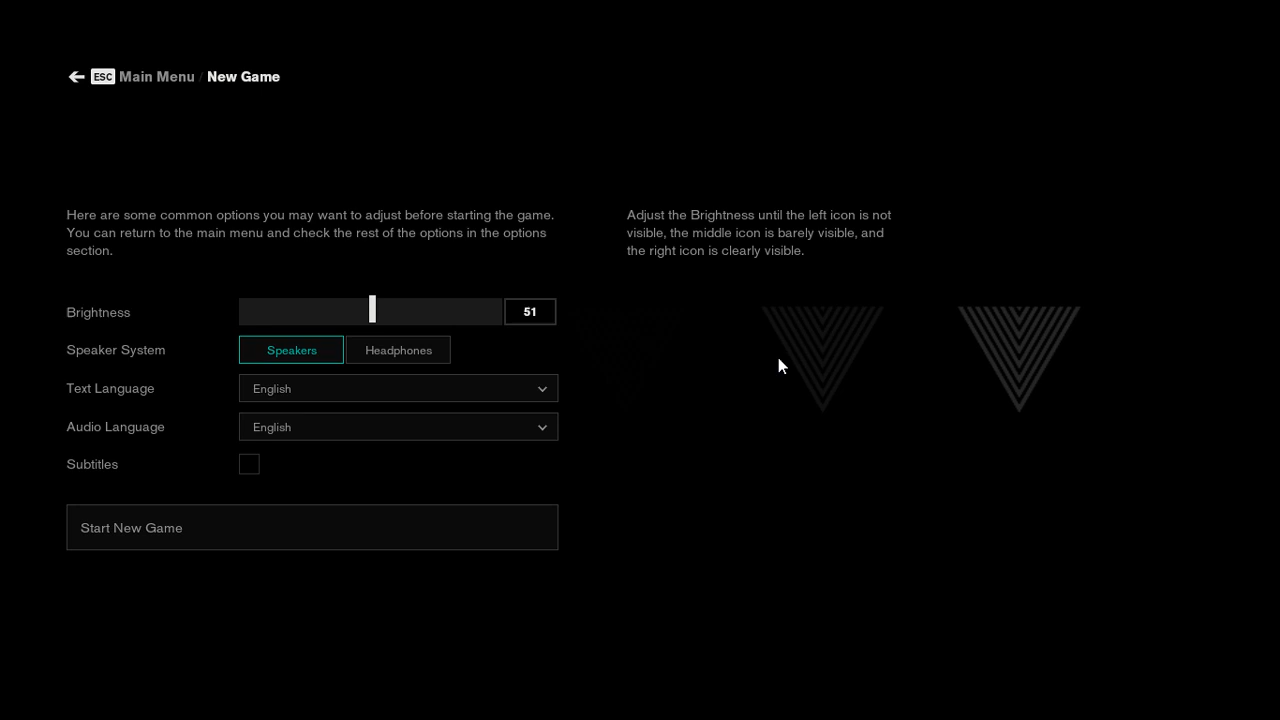 ESC Main Menu / New Game
Here are some common options you may want to adjust before starting the game.
You can return to the main menu and check the rest of the options in the options
section.
Adjust the Brightness until the left icon is not
visible, the middle icon is barely visible, and
the right icon is clearly visible.
Brightness 51
Speaker System Speakers Headphones
Text Language English
Audio Language English
Subtitles
Start New Game